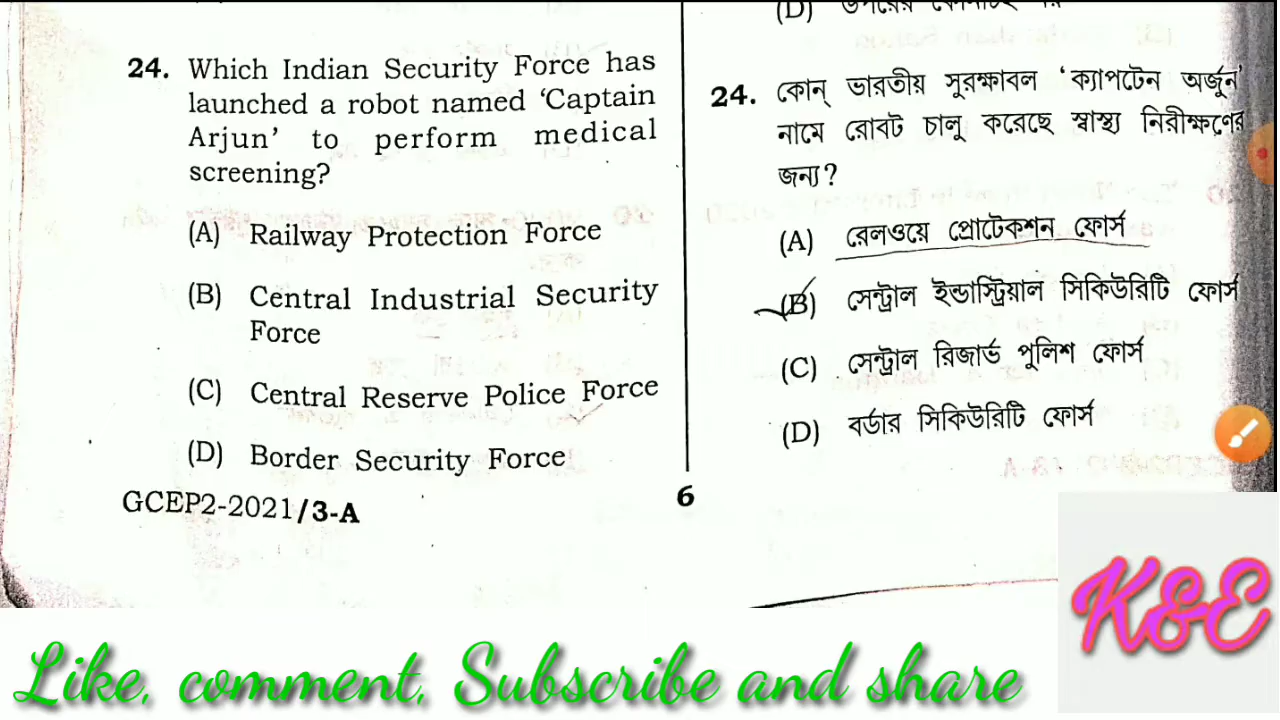 24. Which Indian Security Force has
launched a robot named ‘Captain
Arjun’ to perform medical
screening?
(A) Railway Protection Force
(B) Central Industrial Security
Force
(C) Central Reserve Police Force
(D) Border Security Force
GCEP2-2021/3-A
6
(D)
24. কোন্ ভারতীয় সুরক্ষাবল ‘ক্যাপটেন অর্জুন’
নামে রোবট চালু করেছে স্বাস্থ্য নিরীক্ষণের
জন্য?
(A) রেলওয়ে প্রোটেকশন ফোর্স
(B) সেন্ট্রাল ইন্ডাস্ট্রিয়াল সিকিউরিটি ফোর্স
(C) সেন্ট্রাল রিজার্ভ পুলিশ ফোর্স
(D) বর্ডার সিকিউরিটি ফোর্স
K&E
Like, comment, Subscribe and share